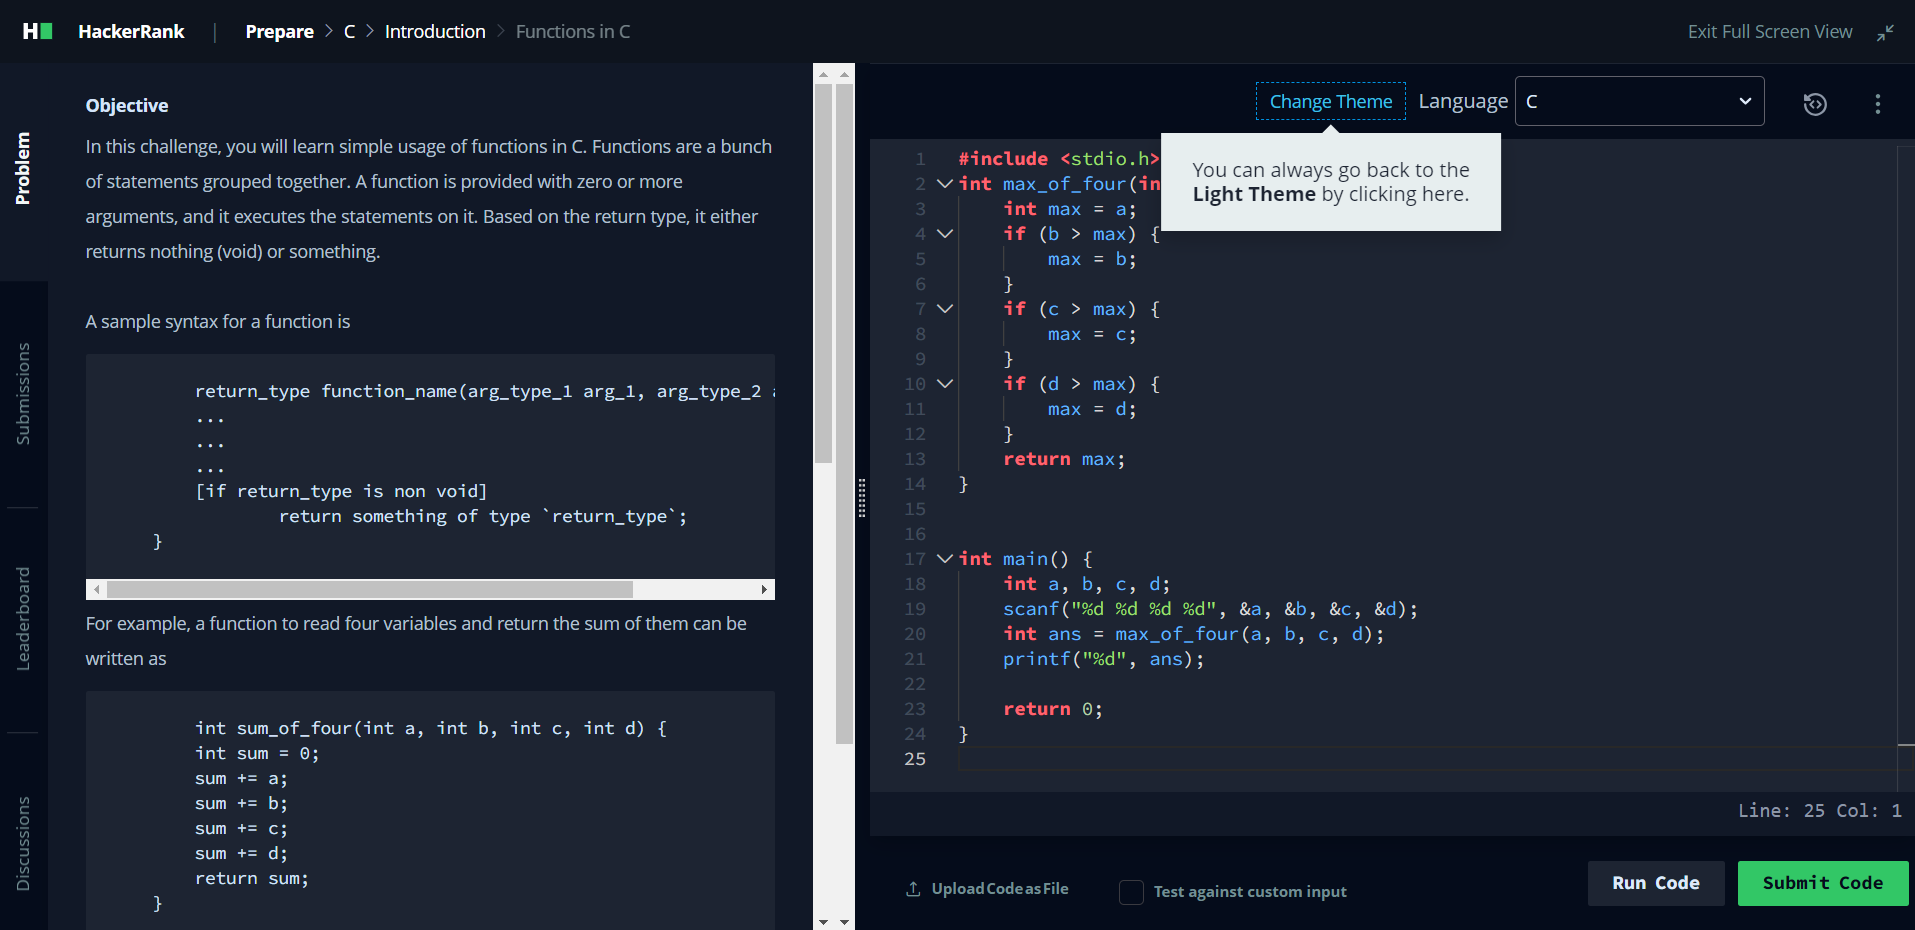 HackerRank | Prepare > C > Introduction > Functions in C
Exit Full Screen View
Problem
Submissions
Leaderboard
Discussions
Objective
In this challenge, you will learn simple usage of functions in C. Functions are a bunch
of statements grouped together. A function is provided with zero or more
arguments, and it executes the statements on it. Based on the return type, it either
returns nothing (void) or something.
A sample syntax for a function is
return_type function_name(arg_type_1 arg_1, arg_type_2
...
...
...
[if return_type is non void]
return something of type `return_type`;
}
For example, a function to read four variables and return the sum of them can be
written as
int sum_of_four(int a, int b, int c, int d) {
int sum = 0;
sum += a;
sum += b;
sum += c;
sum += d;
return sum;
}
Change Theme Language C
You can always go back to the
Light Theme by clicking here.
1 #include <stdio.h>
2 int max_of_four(in
3 int max = a;
4 if (b > max) {
5 max = b;
6 }
7 if (c > max) {
8 max = c;
9 }
10 if (d > max) {
11 max = d;
12 }
13 return max;
14 }
15
16
17 int main() {
18 int a, b, c, d;
19 scanf("%d %d %d %d", &a, &b, &c, &d);
20 int ans = max_of_four(a, b, c, d);
21 printf("%d", ans);
22
23 return 0;
24 }
25
Line: 25 Col: 1
Upload Code as File
Test against custom input
Run Code
Submit Code